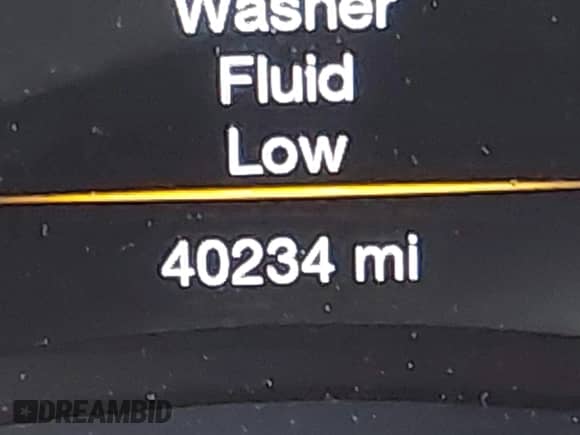 Washer
Fluid
Low
40234 mi
DREAMBID